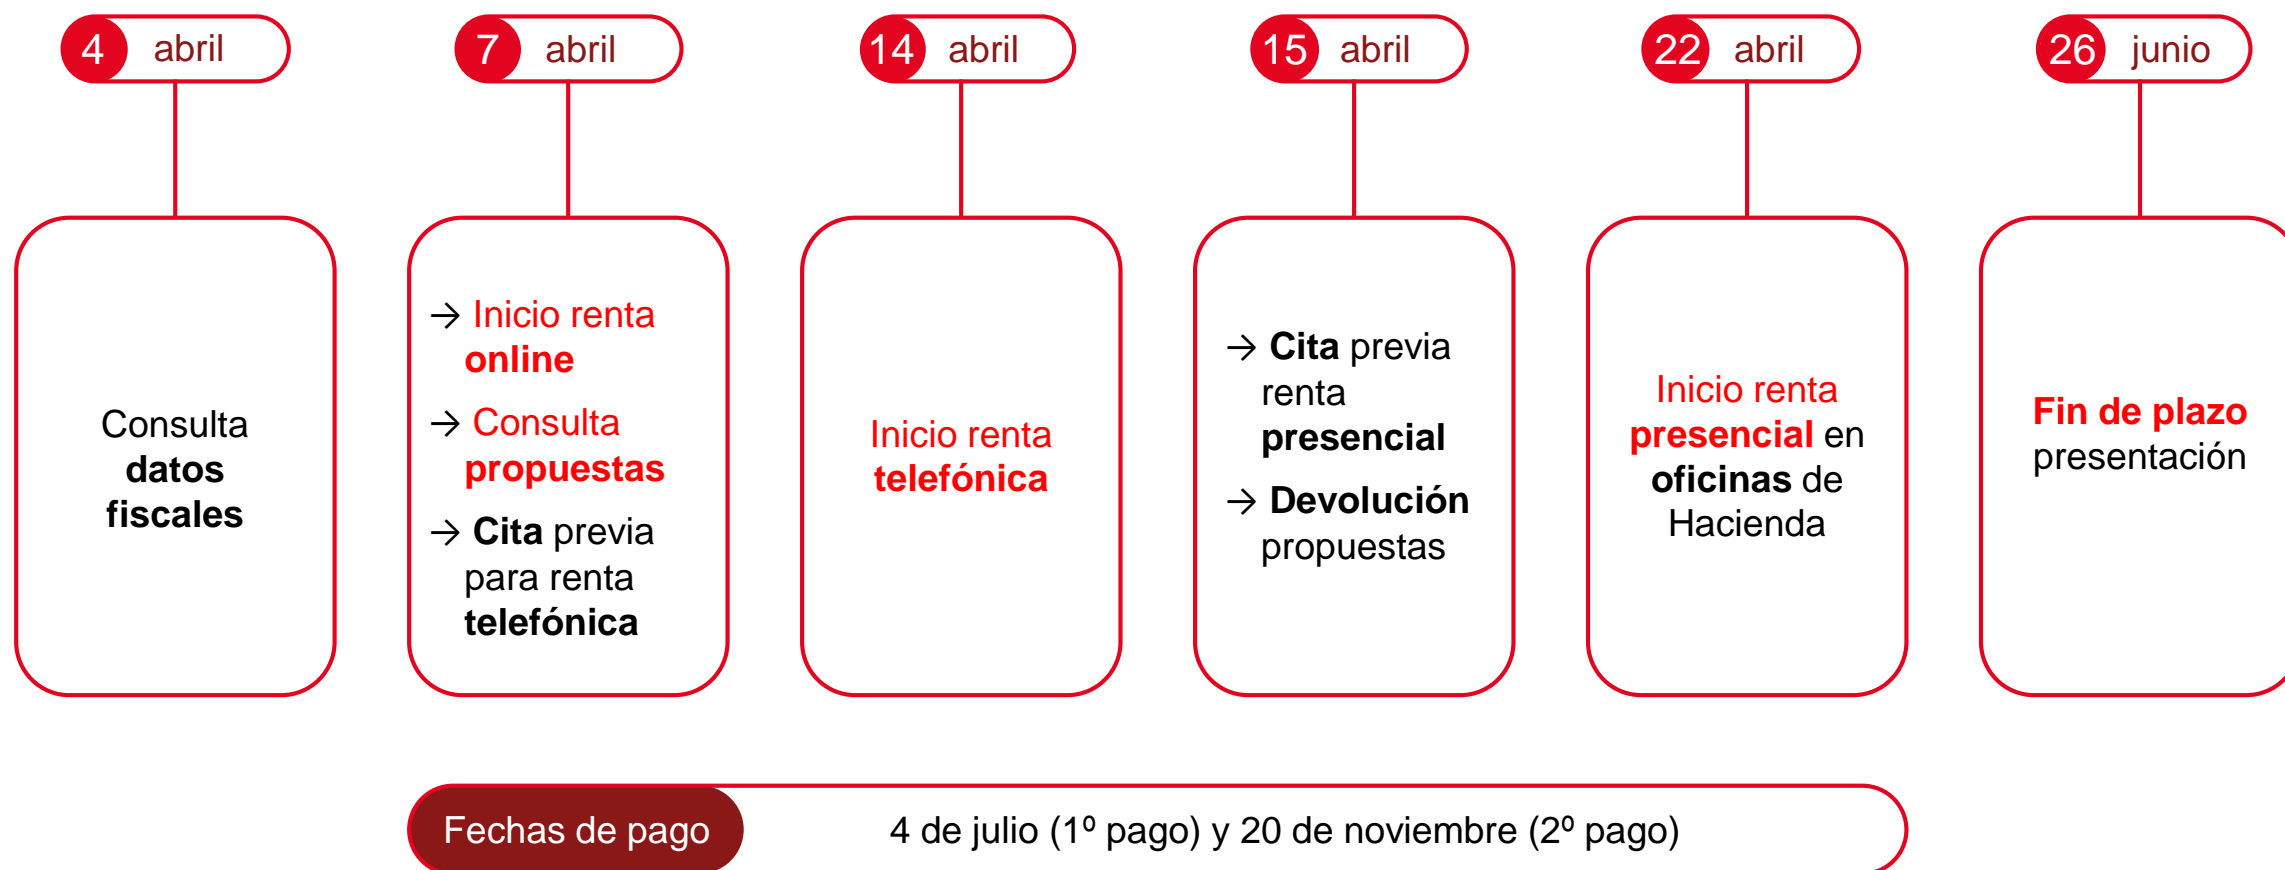 4 abril
7 abril
14 abril
15 abril
22 abril
26 junio
Consulta
datos
fiscales
→ Inicio renta
online
→ Consulta
propuestas
→ Cita previa
para renta
telefónica
Inicio renta
telefónica
→ Cita previa
renta
presencial
→ Devolución
propuestas
Inicio renta
presencial en
oficinas de
Hacienda
Fin de plazo
presentación
Fechas de pago
4 de julio (1º pago) y 20 de noviembre (2º pago)